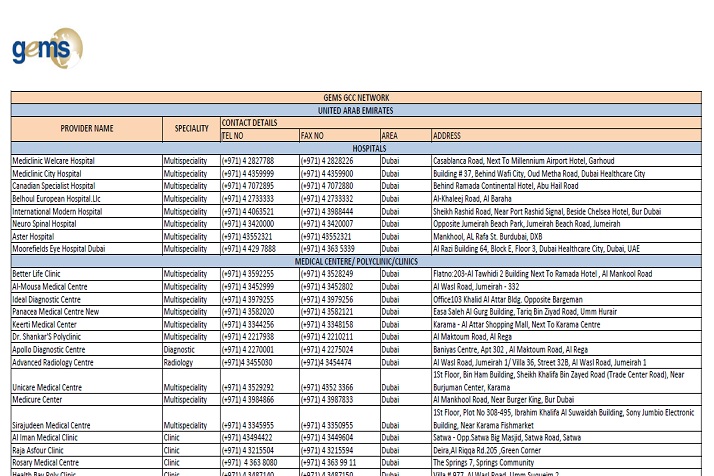 gems
GEMS GCC NETWORK
UNITED ARAB EMIRATES
PROVIDER NAME SPECIALITY CONTACT DETAILS
TEL NO FAX NO AREA ADDRESS
HOSPITALS
Mediclinic Welcare Hospital Multispeciality (+971) 4 2827788 (+971) 4 2828226 Dubai Casablanca Road, Next To Millennium Airport Hotel, Garhoud
Mediclinic City Hospital Multispeciality (+971) 4 4359999 (+971) 4 4359900 Dubai Building # 37, Behind Wafi City, Oud Metha Road, Dubai Healthcare City
Canadian Specialist Hospital Multispeciality (+971) 4 7072895 (+971) 4 7072880 Dubai Behind Ramada Continental Hotel, Abu Hail Road
Belhoul European Hospital.Llc Multispeciality (+971) 4 2733333 (+971) 4 2733332 Dubai Al-Khaleej Road, Al Baraha
International Modern Hospital Multispeciality (+971) 4 4063521 (+971) 4 3988444 Dubai Sheikh Rashid Road, Near Port Rashid Signal, Beside Chelsea Hotel, Bur Dubai
Neuro Spinal Hospital Multispeciality (+971) 4 3420000 (+971) 4 3420007 Dubai Opposite Jumeirah Beach Park, Jumeirah Beach Road, Jumeirah
Aster Hospital Multispeciality (+971) 43552321 (+971) 43552321 Dubai Mankhool, AL Rafa St. Burdubai, DXB
Moorefields Eye Hospital Dubai Multispeciality (+971) 4 429 7888 (+971) 4 363 5339 Dubai Al Razi Building 64, Block E, Floor 3, Dubai Healthcare City, Dubai, UAE
MEDICAL CENTERE/ POLYCLINIC/CLINICS
Better Life Clinic Multispeciality (+971) 4 3592255 (+971) 4 3528249 Dubai Flatno:203-Al Tawhidi 2 Building Next To Ramada Hotel , Al Mankool Road
Al-Mousa Medical Centre Multispeciality (+971) 4 3452999 (+971) 4 3452802 Dubai Al Wasl Road, Jumeirah - 332
Ideal Diagnostic Centre Multispeciality (+971) 4 3979255 (+971) 4 3979256 Dubai Office103 Khalid Al Attar Bldg. Opposite Bargeman
Panacea Medical Centre New Multispeciality (+971) 4 3582020 (+971) 4 3582121 Dubai Easa Saleh Al Gurg Building, Tariq Bin Ziyad Road, Umm Hurair
Keerti Medical Center Multispeciality (+971) 4 3344256 (+971) 4 3348158 Dubai Karama - Al Attar Shopping Mall, Next To Karama Centre
Dr. Shankar'S Polyclinic Multispeciality (+971) 4 2217938 (+971) 4 2210211 Dubai Al Maktoum Road, Al Rega
Apollo Diagnostic Centre Diagnostic (+971) 4 2270001 (+971) 4 2275024 Dubai Baniyas Centre, Apt 302 , Al Maktoum Road, Al Rega
Advanced Radiology Centre Radiology (+971)4 3455030 (+971)4 3454474 Dubai Al Wasl Road, Jumeirah 1/ Villa 36, Street 32B, Al Wasl Road, Jumeirah 1
1st Floor, Bin Ham Building, Sheikh Khalifa Bin Zayed Road (Trade Center Road), Near
Unicare Medical Centre Multispeciality (+971) 4 3529292 (+971) 4352 3366 Dubai Burjuman Center, Karama
Medicure Center Multispeciality (+971) 4 3984866 (+971) 4 3987833 Dubai Al Mankhool Road, Near Burger King, Bur Dubai
1st Floor, Plot No 308-495, Ibrahim Khalifa Al Suwaidah Building, Sony Jumbio Electronic
Sirajudeen Medical Centre Multispeciality (+971) 4 3345955 (+971) 4 3350955 Dubai Building, Near Karama Fishmarket
Al Iman Medical Clinic Clinic (+971) 43494422 (+971) 4 3449604 Dubai Satwa - Opp.Satwa Big Masjid, Satwa Road, Satwa
Raja Asfour Clinic Clinic (+971) 4 3215504 (+971) 4 3215594 Dubai Deira,Al Riqqa Rd.205 ,Green Corner
Rosary Medical Centre Clinic (+971) 4 363 8080 (+971) 4 363 99 11 Dubai The Springs 7, Springs Community
Health Bay Poly Clinic Clinic (+971) 4 3487140 (+971) 4 3487150 Dubai Villa # 977, Al Wasl Road, Umm Suqueim 2